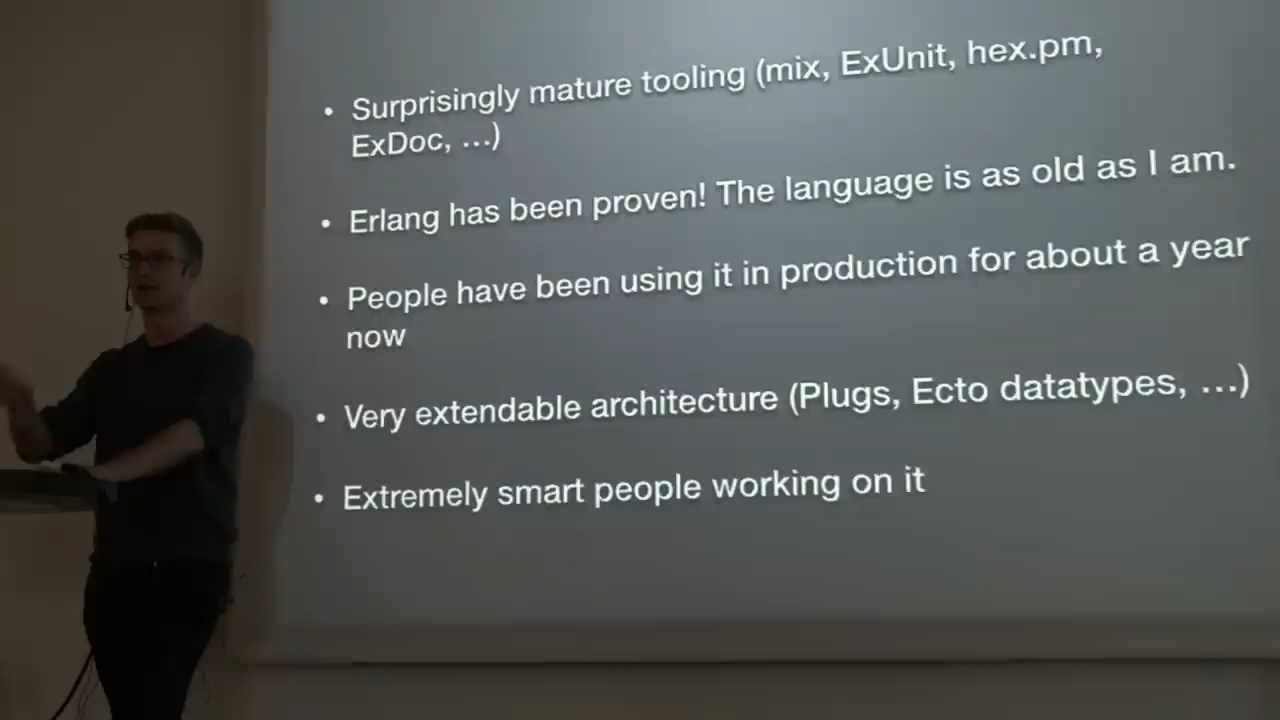 • Surprisingly mature tooling (mix, ExUnit, hex.pm,
ExDoc, ...)
• Erlang has been proven! The language is as old as I am.
• People have been using it in production for about a year
now
• Very extendable architecture (Plugs, Ecto datatypes, ...)
• Extremely smart people working on it